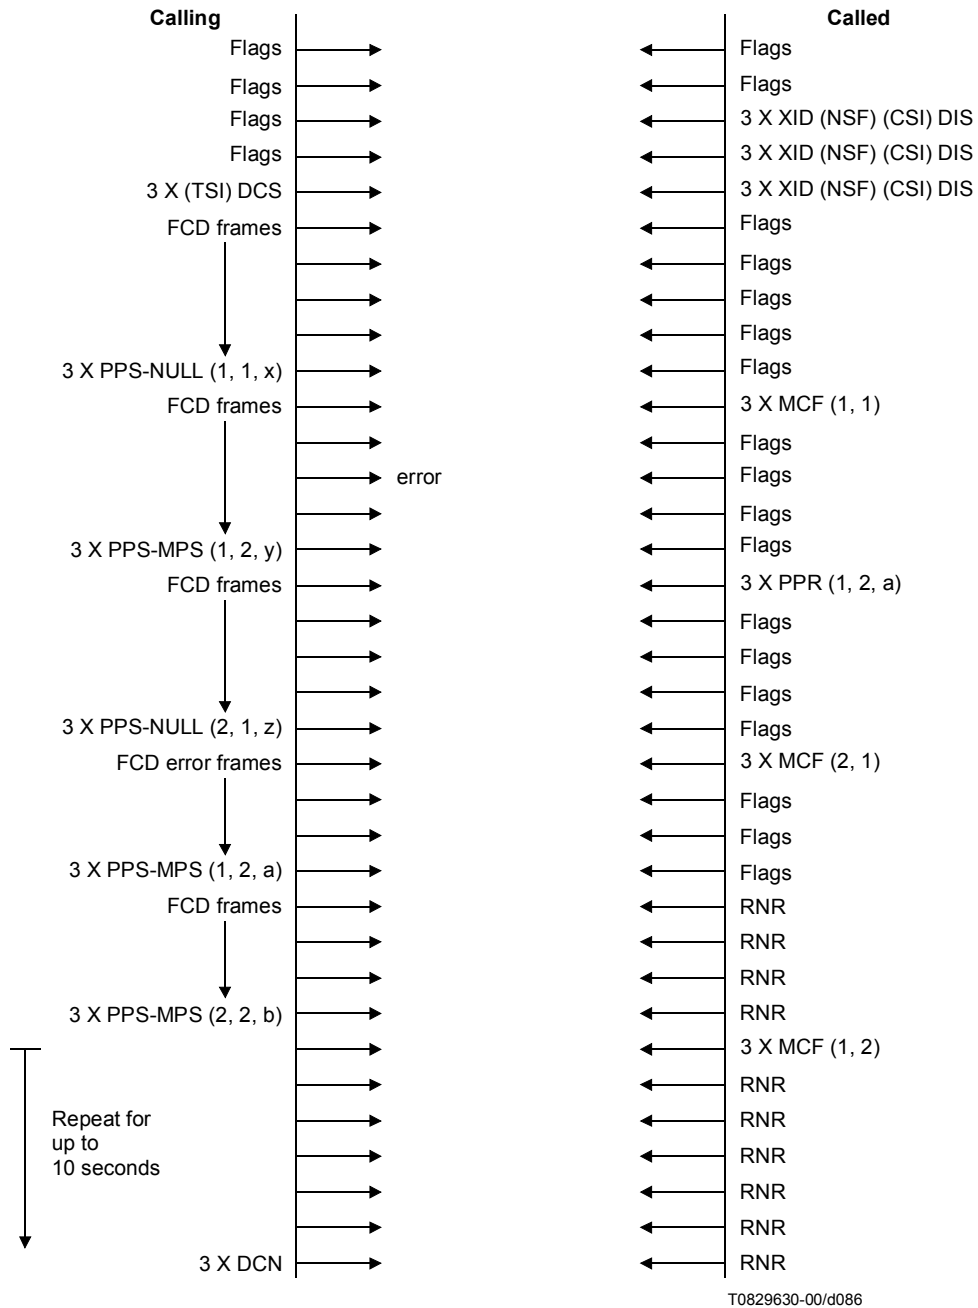 Calling Called
Flags Flags
Flags Flags
Flags 3 X XID (NSF) (CSI) DIS
Flags 3 X XID (NSF) (CSI) DIS
3 X (TSI) DCS 3 X XID (NSF) (CSI) DIS
FCD frames Flags
Flags
Flags
Flags
3 X PPS-NULL (1, 1, x) Flags
FCD frames 3 X MCF (1, 1)
Flags
error Flags
Flags
3 X PPS-MPS (1, 2, y) Flags
FCD frames 3 X PPR (1, 2, a)
Flags
Flags
Flags
3 X PPS-NULL (2, 1, z) Flags
FCD error frames 3 X MCF (2, 1)
Flags
Flags
3 X PPS-MPS (1, 2, a) Flags
FCD frames RNR
RNR
RNR
3 X PPS-MPS (2, 2, b) RNR
3 X MCF (1, 2)
RNR
Repeat for RNR
up to
10 seconds RNR
RNR
RNR
3 X DCN RNR
T0829630-00/d086